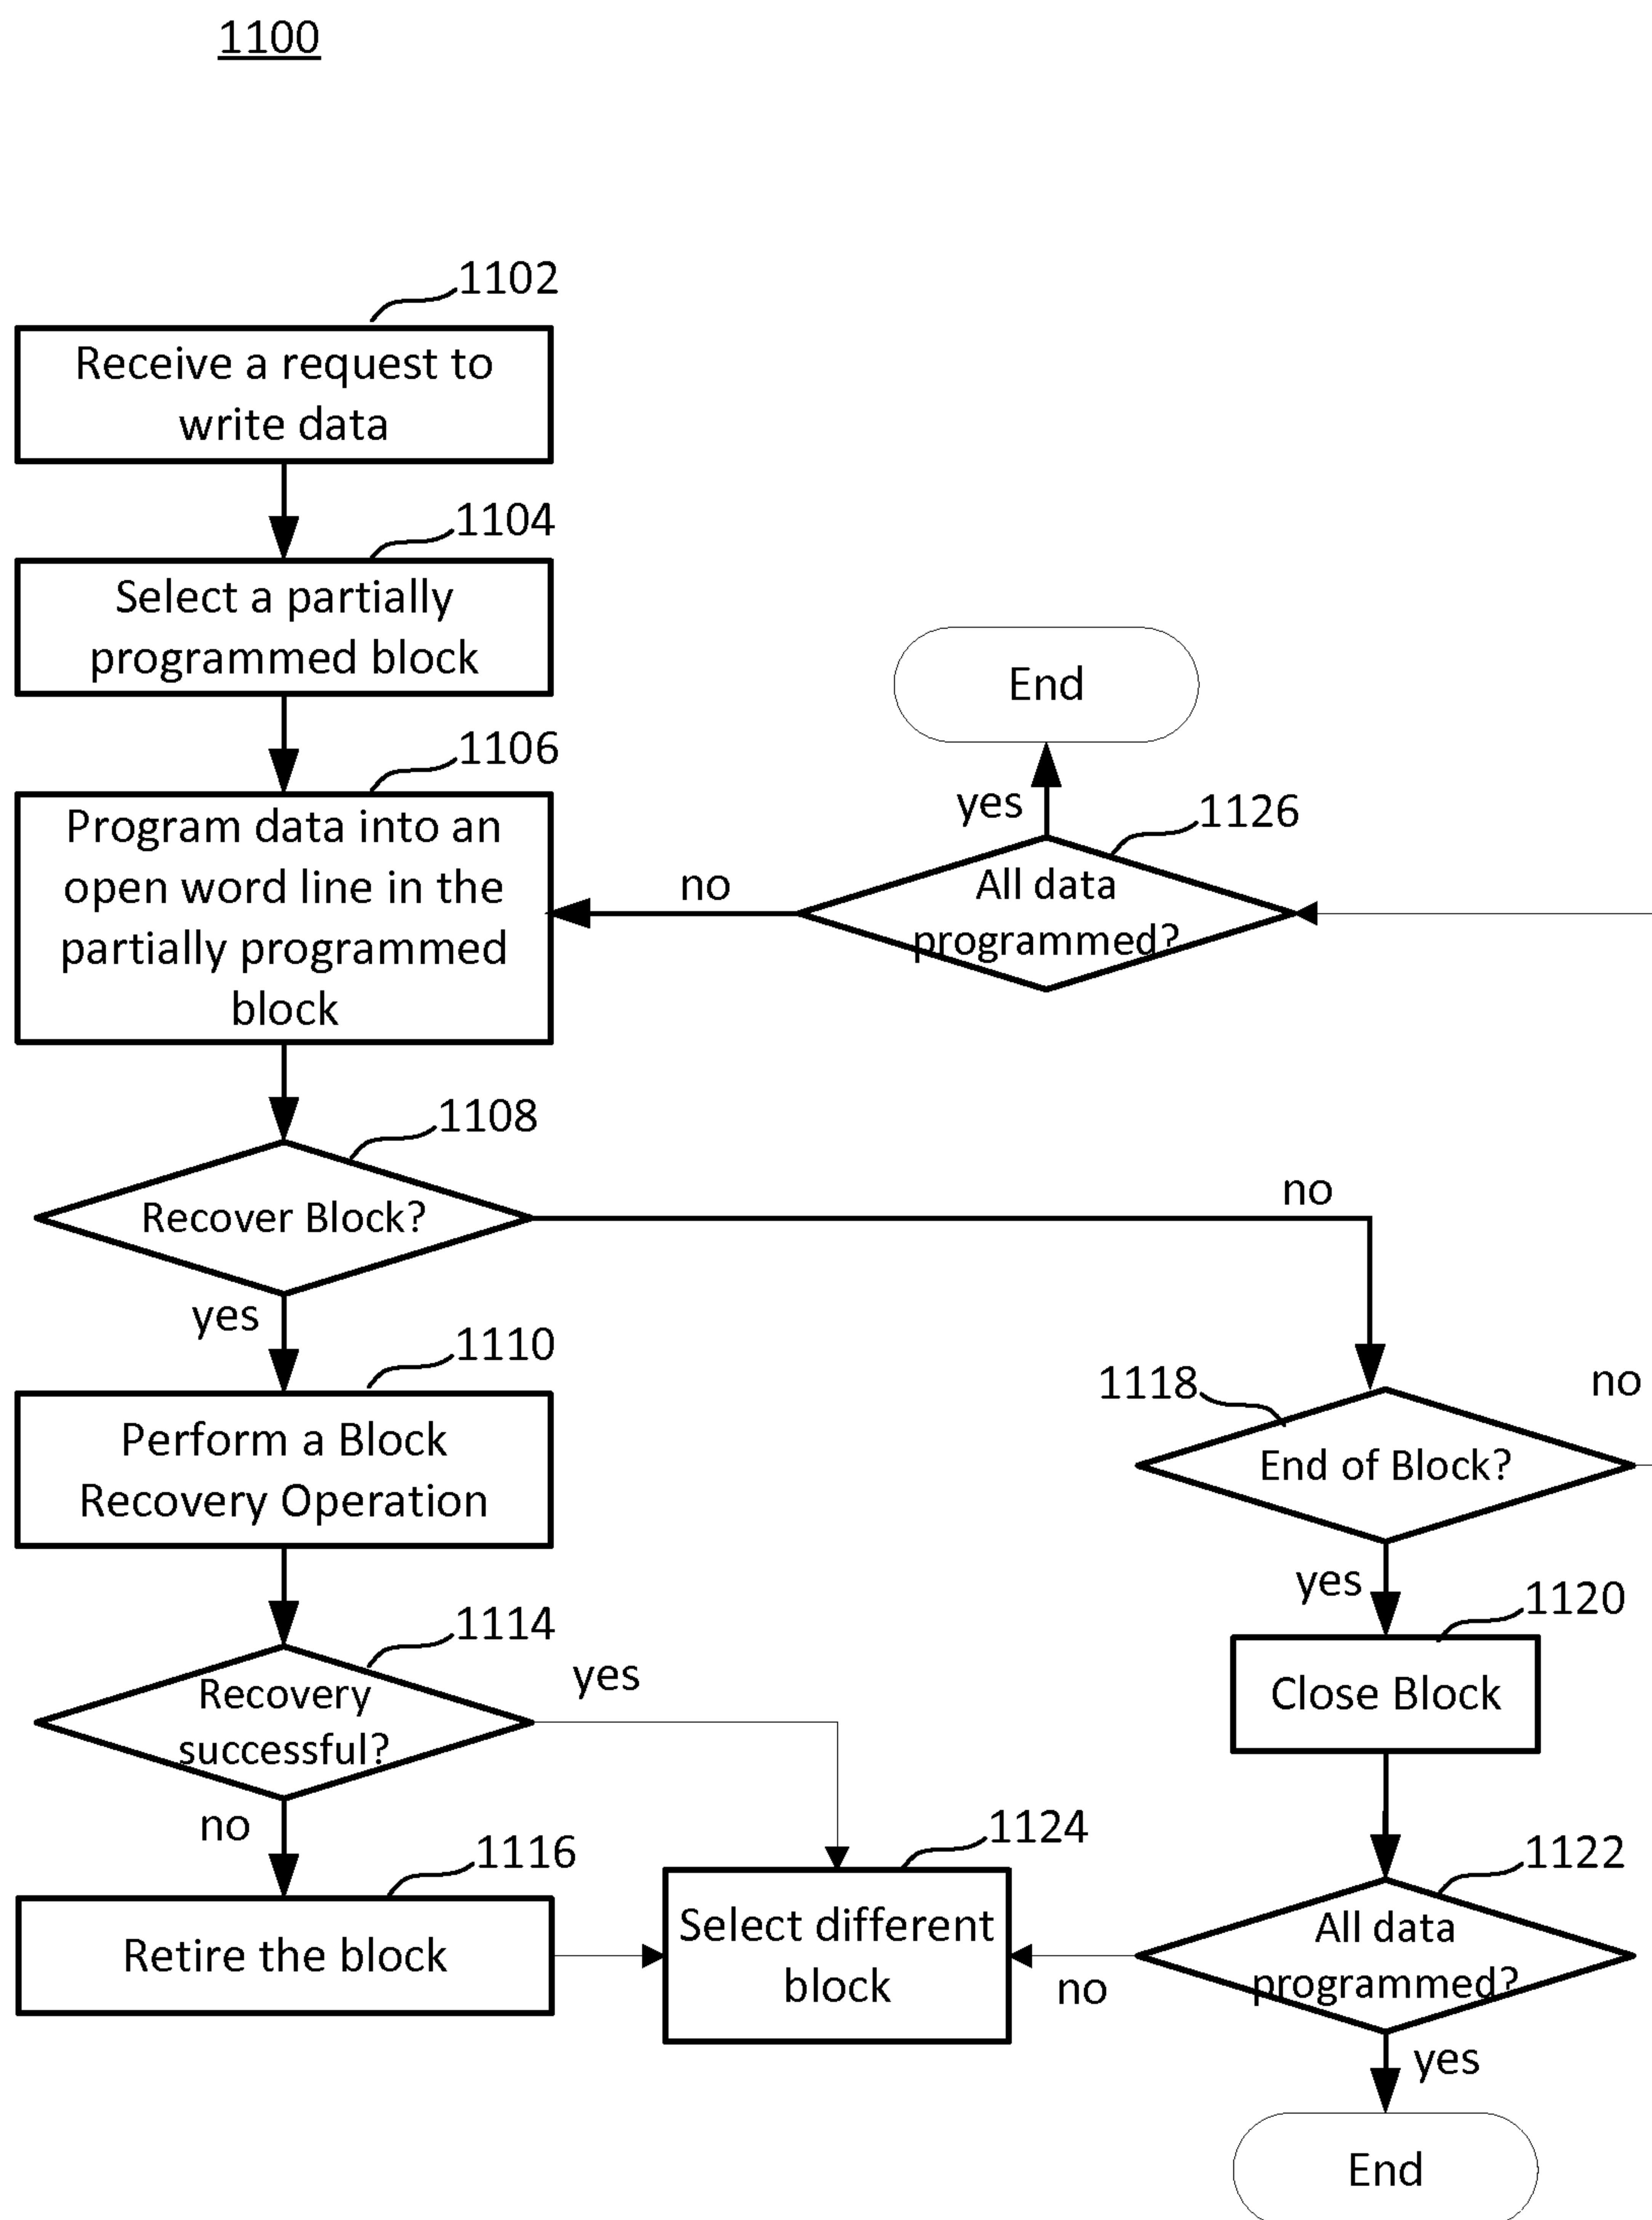 1100
1102
Receive a request to
write data
1104
Select a partially
programmed block
End
1106
yes
1126
Program data into an
open word line in the
partially programmed
block
no
All data
programmed?
1108
Recover Block?
no
yes
1110
1118
no
Perform a Block
Recovery Operation
End of Block?
yes
1120
1114
yes
Recovery
successful?
Close Block
no
1116
1124
1122
Retire the block
Select different
block
no
All data
programmed?
yes
End